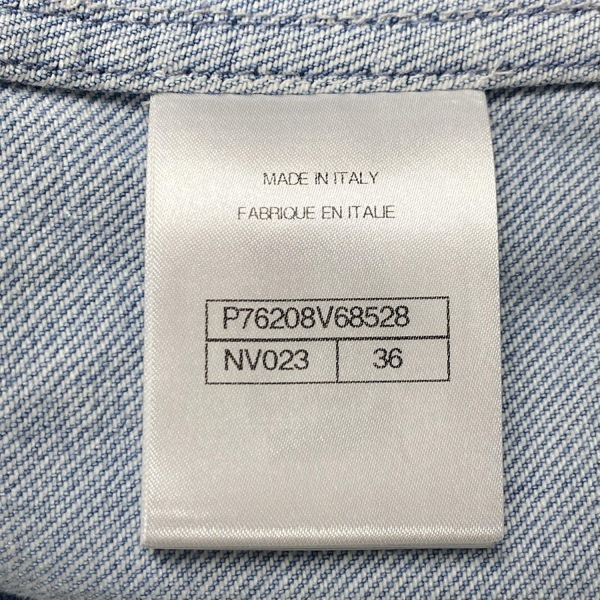 MADE IN ITALY
FABRIQUE EN ITALIE
P76208V68528
NV023 36